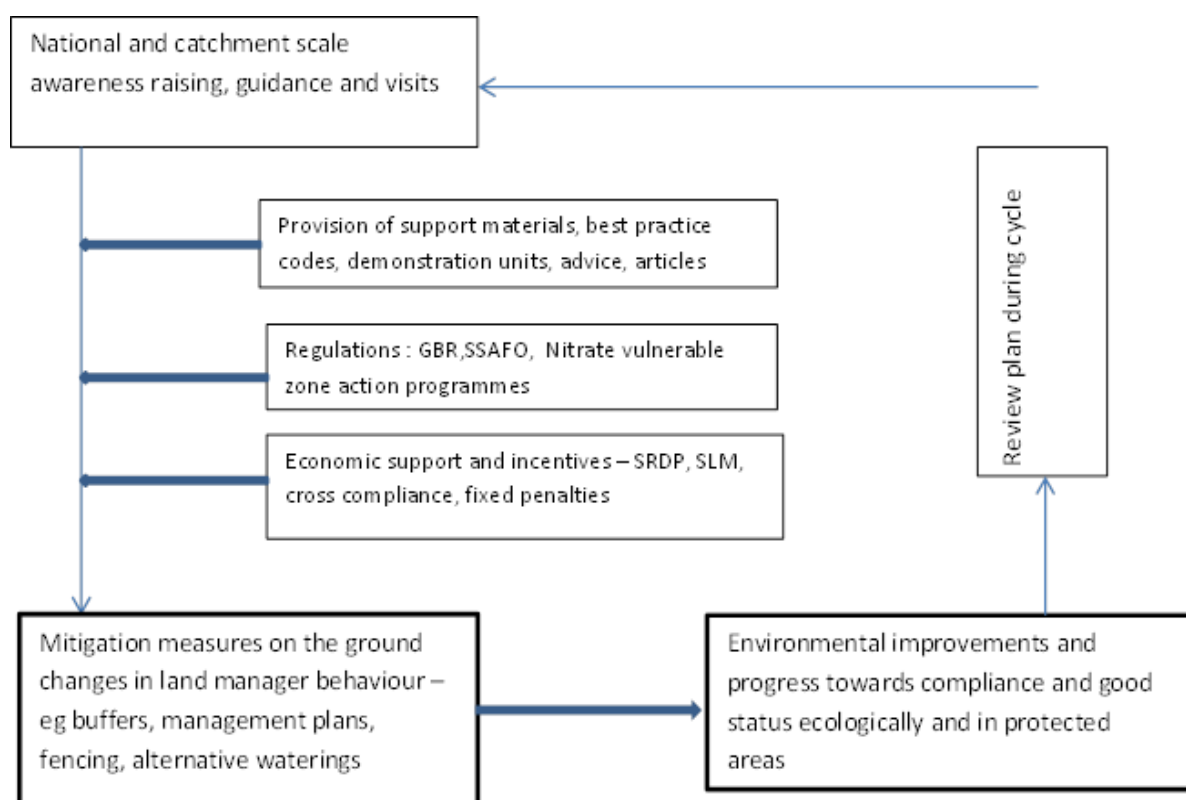 National and catchment scale
awareness raising, guidance and visits
Provision of support materials, best practice
codes, demonstration units, advice, articles
Regulations : GBR,SSAFO, Nitrate vulnerable
zone action programmes
Economic support and incentives – SRDP, SLM,
cross compliance, fixed penalties
Mitigation measures on the ground
changes in land manager behaviour –
eg buffers, management plans,
fencing, alternative waterings
Environmental improvements and
progress towards compliance and good
status ecologically and in protected
areas
Review plan during cycle